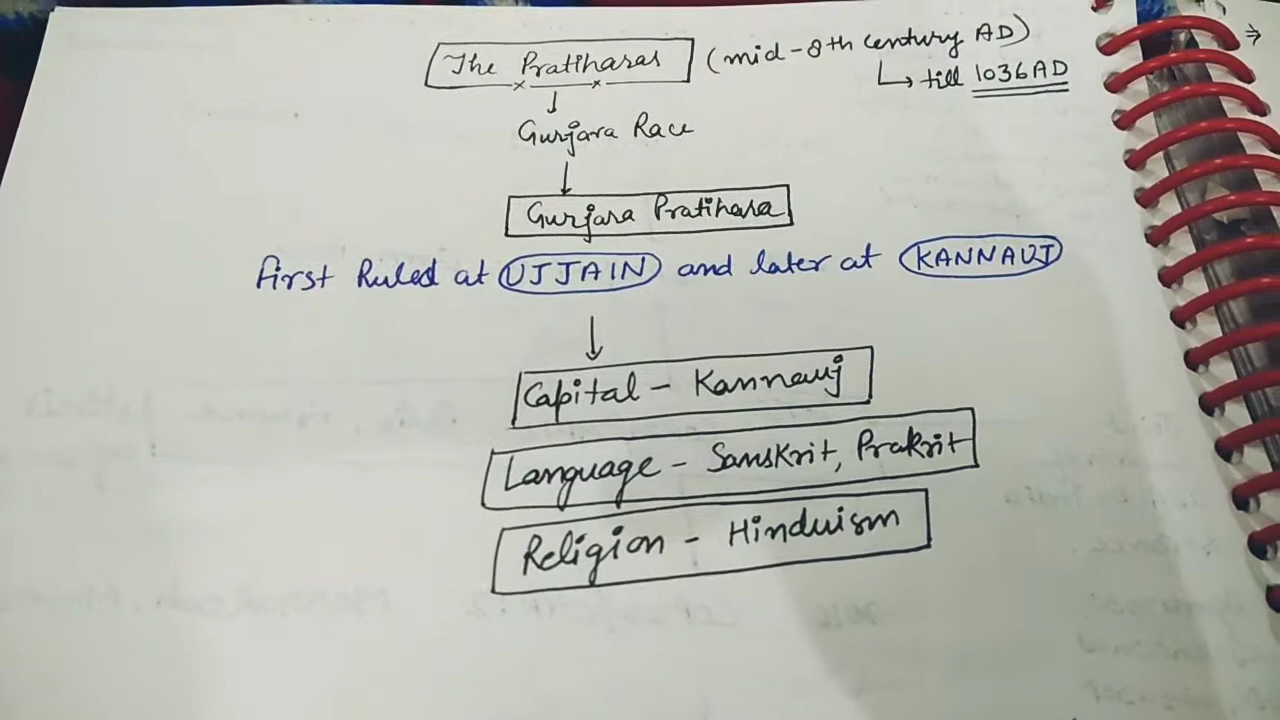 The Pratiharas (mid-8th century AD)
↳ till 1036AD
↓
Gurjara Race
↓
Gurjara Pratihara
First Ruled at UJJAIN and later at KANNAUJ
↓
Capital - Kannauj
Language - Sanskrit, Prakrit
Religion - Hinduism